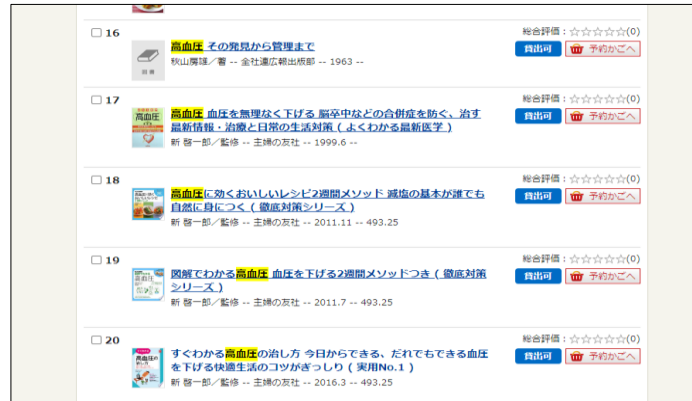 16
総合評価：☆☆☆☆☆(0)
高血圧 その発見から管理まで
貸出可 予約かごへ
秋山房雄／著 -- 金社連広報出版部 -- 1963 --
図書
17
総合評価：☆☆☆☆☆(0)
高血圧 血圧を無理なく下げる 脳卒中などの合併症を防ぐ、治す
貸出可 予約かごへ
最新情報・治療と日常の生活対策 ( よくわかる最新医学 )
新 啓一郎／監修 -- 主婦の友社 -- 1999.6 --
高血圧
18
総合評価：☆☆☆☆☆(0)
高血圧に効くおいしいレシピ2週間メソッド 減塩の基本が誰でも
貸出可 予約かごへ
自然に身につく ( 徹底対策シリーズ )
新 啓一郎／監修 -- 主婦の友社 -- 2011.11 -- 493.25
19
総合評価：☆☆☆☆☆(0)
図解でわかる高血圧 血圧を下げる2週間メソッドつき ( 徹底対策
貸出可 予約かごへ
シリーズ )
新 啓一郎／監修 -- 主婦の友社 -- 2011.7 -- 493.25
高血圧
20
総合評価：☆☆☆☆☆(0)
すぐわかる高血圧の治し方 今日からできる、だれでもできる血圧
貸出可 予約かごへ
を下げる快適生活のコツがぎっしり ( 実用No.1 )
新 啓一郎／監修 -- 主婦の友社 -- 2016.3 -- 493.25
高血圧の
治し方